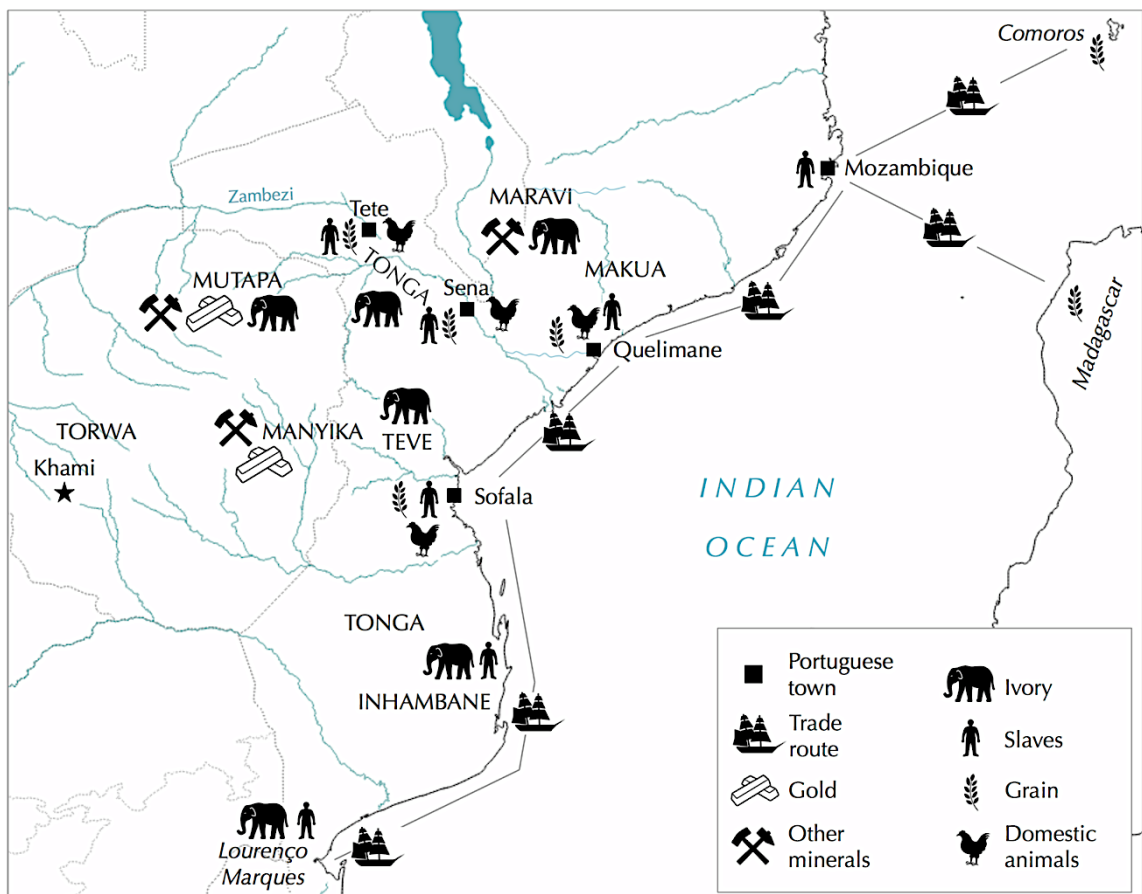 Comoros
Mozambique
Zambezi
Tete
MARAVI
MUTAPA
TONGA
Sena
MAKUA
Quelimane
Madagascar
TORWA
MANYIKA
TEVE
Khami
Sofala
INDIAN
OCEAN
TONGA
INHAMBANE
Lourenço
Marques
Portuguese
town
Ivory
Trade
route
Slaves
Gold
Grain
Other
minerals
Domestic
animals